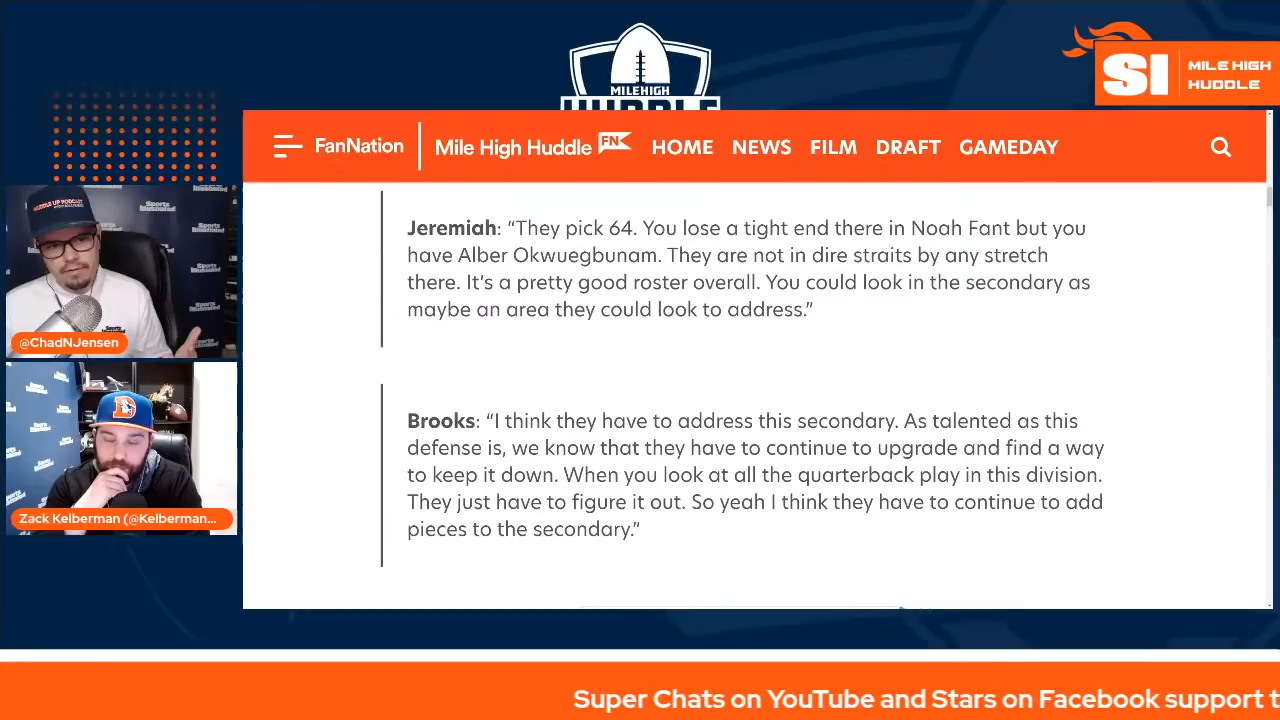 MILE HIGH
HUDDLE
SI
MILE HIGH
HUDDLE
FanNation
Mile High Huddle FN
HOME NEWS FILM DRAFT GAMEDAY
Jeremiah: “They pick 64. You lose a tight end there in Noah Fant but you
have Alber Okwuegbunam. They are not in dire straits by any stretch
there. It’s a pretty good roster overall. You could look in the secondary as
maybe an area they could look to address.”
Brooks: “I think they have to address this secondary. As talented as this
defense is, we know that they have to continue to upgrade and find a way
to keep it down. When you look at all the quarterback play in this division.
They just have to figure it out. So yeah I think they have to continue to add
pieces to the secondary.”
HUDDLE UP PODCAST
Sports
Illustrated
@ChadNJensen
D
Zack Kelberman (@Kelberman...
Super Chats on YouTube and Stars on Facebook support t